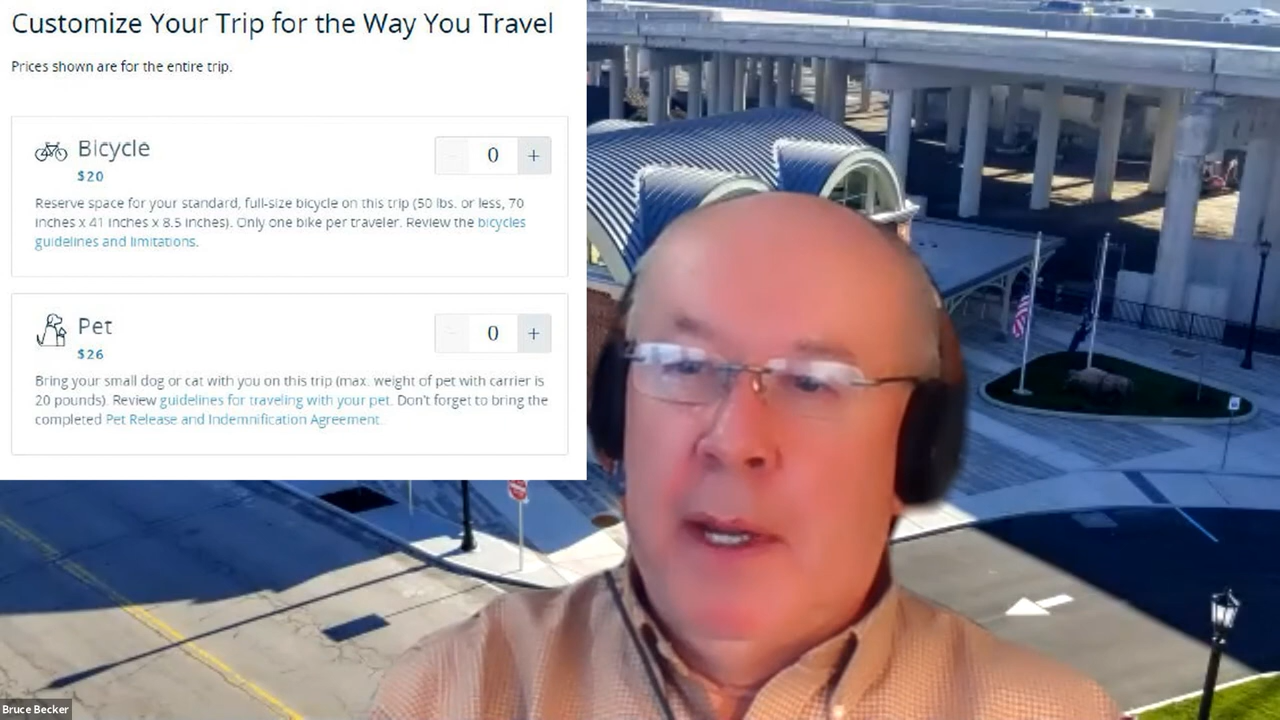 Customize Your Trip for the Way You Travel
Prices shown are for the entire trip.
Bicycle
$20
0
+
Reserve space for your standard, full-size bicycle on this trip (50 lbs. or less, 70
inches x 41 inches x 8.5 inches). Only one bike per traveler. Review the bicycles
guidelines and limitations.
Pet
$26
0
+
Bring your small dog or cat with you on this trip (max. weight of pet with carrier is
20 pounds). Review guidelines for traveling with your pet. Don't forget to bring the
completed Pet Release and Indemnification Agreement.
Bruce Becker